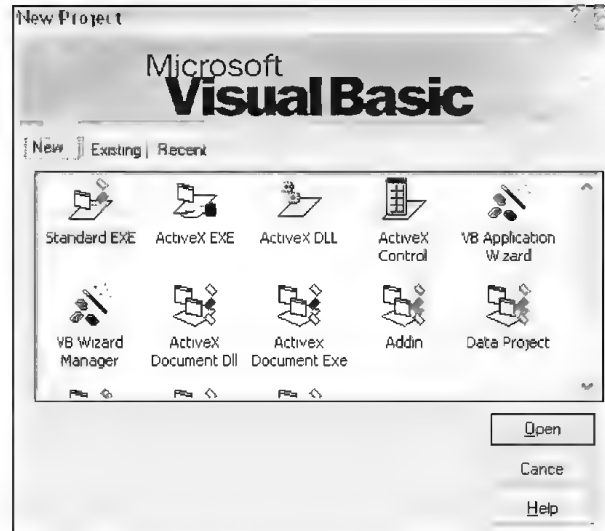 New Project
Microsoft
Visual Basic
New Existing Recent
Standard EXE ActiveX EXE ActiveX DLL ActiveX Control VB Application Wizard
VB Wizard Manager ActiveX Document Dll Activex Document Exe Addin Data Project
Open
Cance
Help